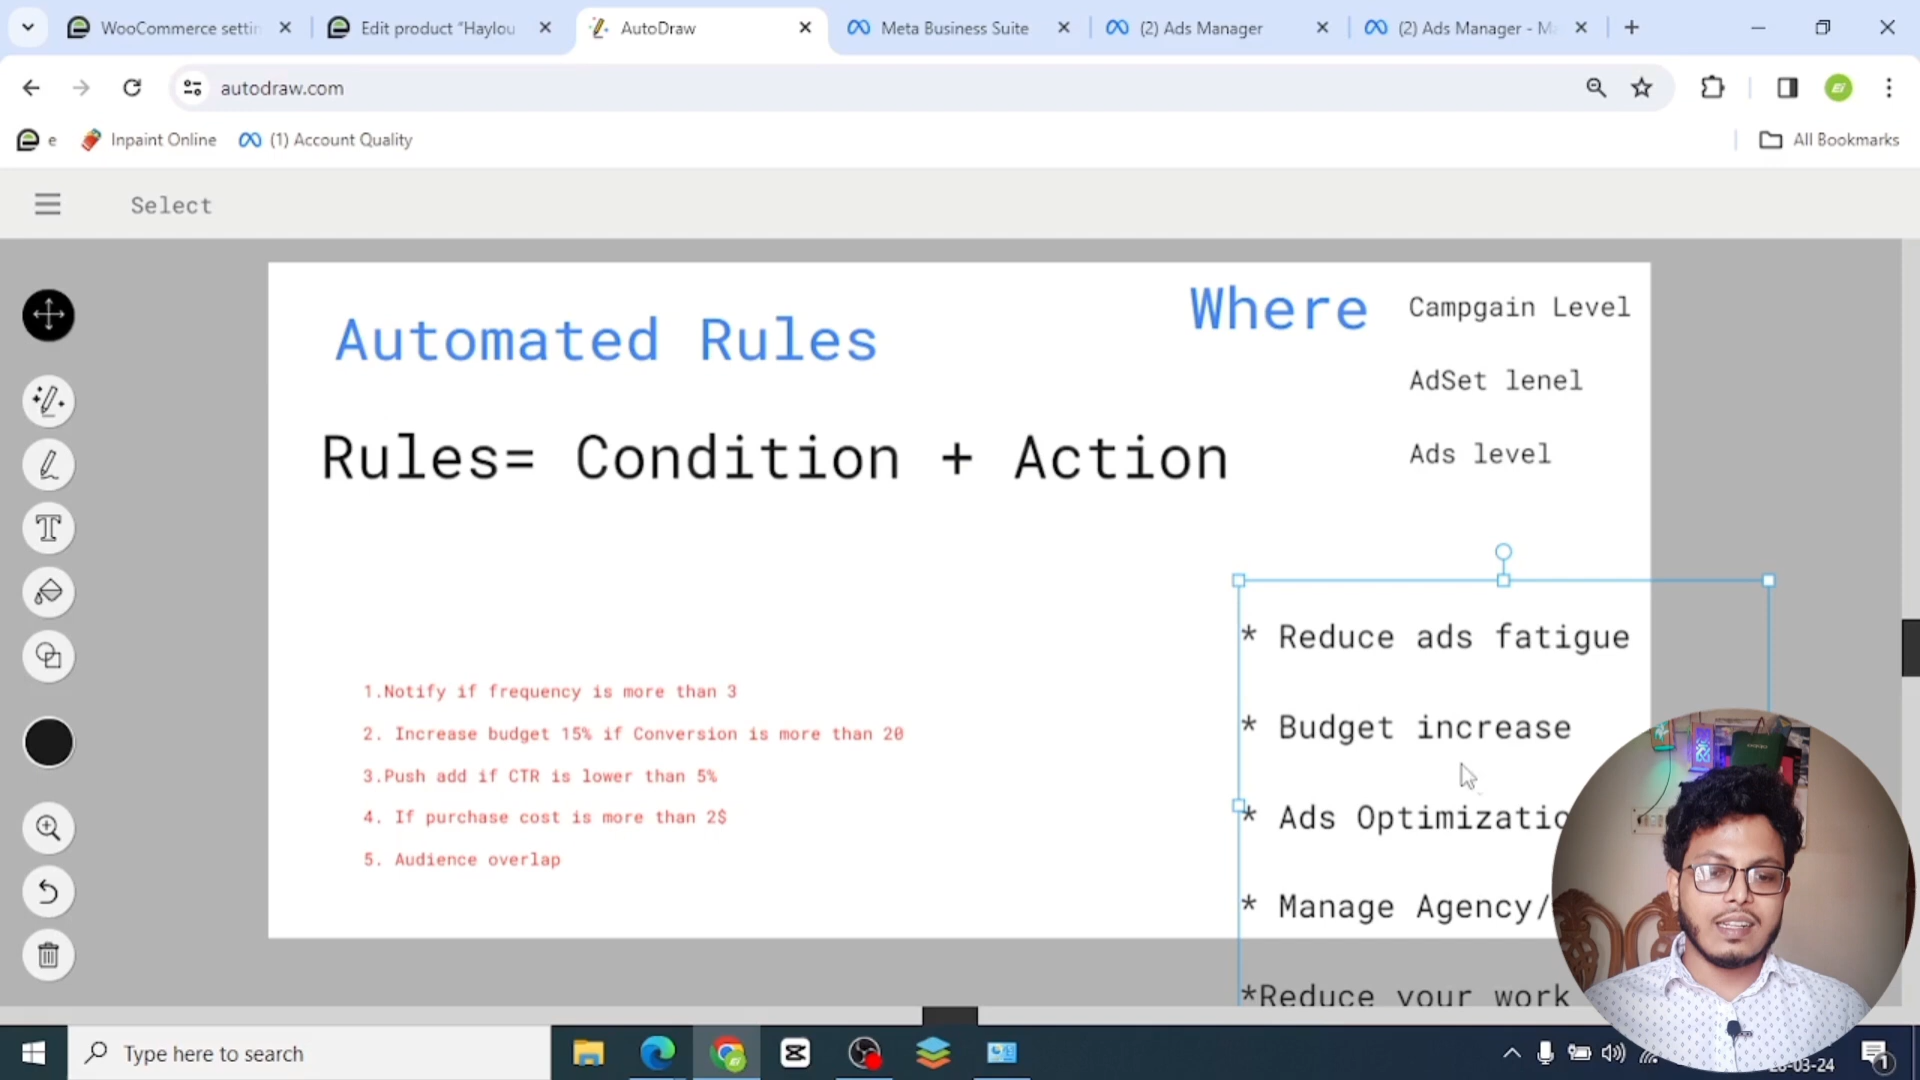 WooCommerce settin
Edit product “Haylou
AutoDraw
Meta Business Suite
(2) Ads Manager
(2) Ads Manager - Ma
autodraw.com
e
Inpaint Online
(1) Account Quality
All Bookmarks
Select
Automated Rules
Where
Campgain Level
AdSet lenel
Ads level
Rules= Condition + Action
* Reduce ads fatigue
* Budget increase
* Ads Optimizatio
* Manage Agency/
*Reduce your work
1.Notify if frequency is more than 3
2. Increase budget 15% if Conversion is more than 20
3.Push add if CTR is lower than 5%
4. If purchase cost is more than 2$
5. Audience overlap
Type here to search
1